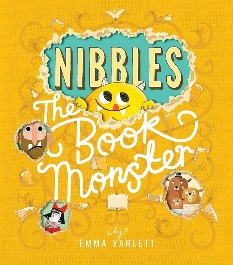 NIBBLES
The
Book
Monster
by
EMMA YARLETT